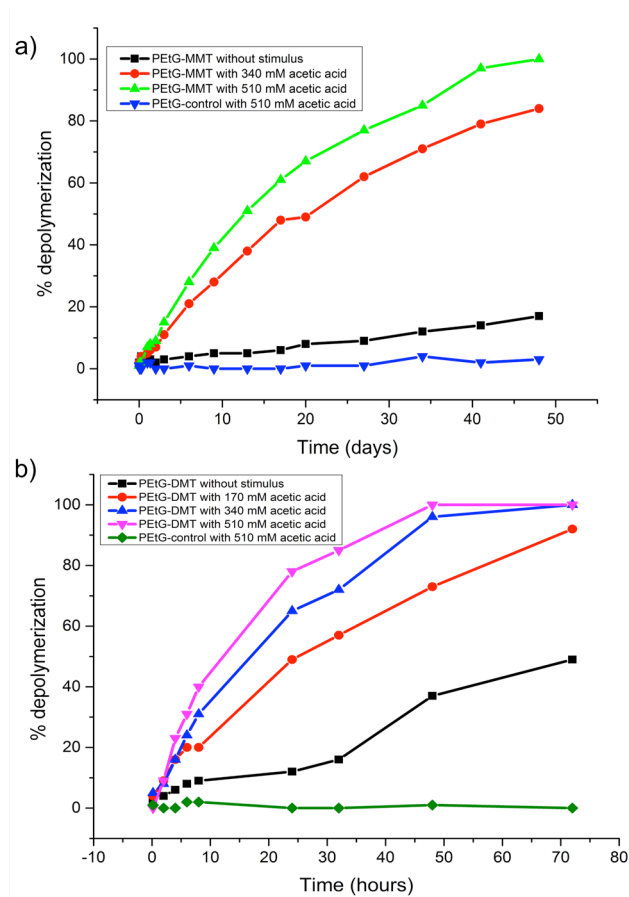 a)
PEtG-MMT without stimulus
PEtG-MMT with 340 mM acetic acid
PEtG-MMT with 510 mM acetic acid
PEtG-control with 510 mM acetic acid
% depolymerization
100
80
60
40
20
0
0 10 20 30 40 50
Time (days)
b)
PEtG-DMT without stimulus
PEtG-DMT with 170 mM acetic acid
PEtG-DMT with 340 mM acetic acid
PEtG-DMT with 510 mM acetic acid
PEtG-control with 510 mM acetic acid
% depolymerization
100
80
60
40
20
0
-10 0 10 20 30 40 50 60 70 80
Time (hours)